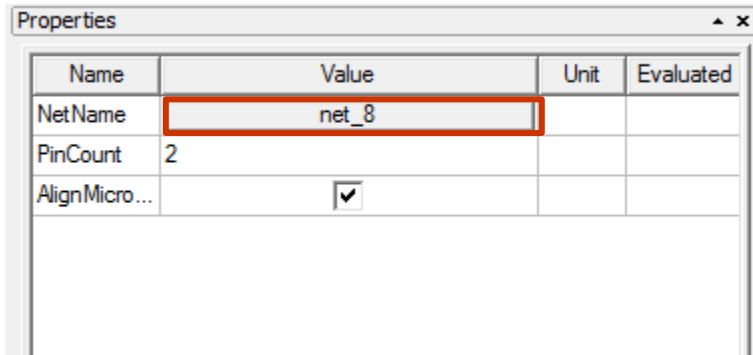 Properties
Name Value Unit Evaluated
NetName net_8
PinCount 2
AlignMicro...